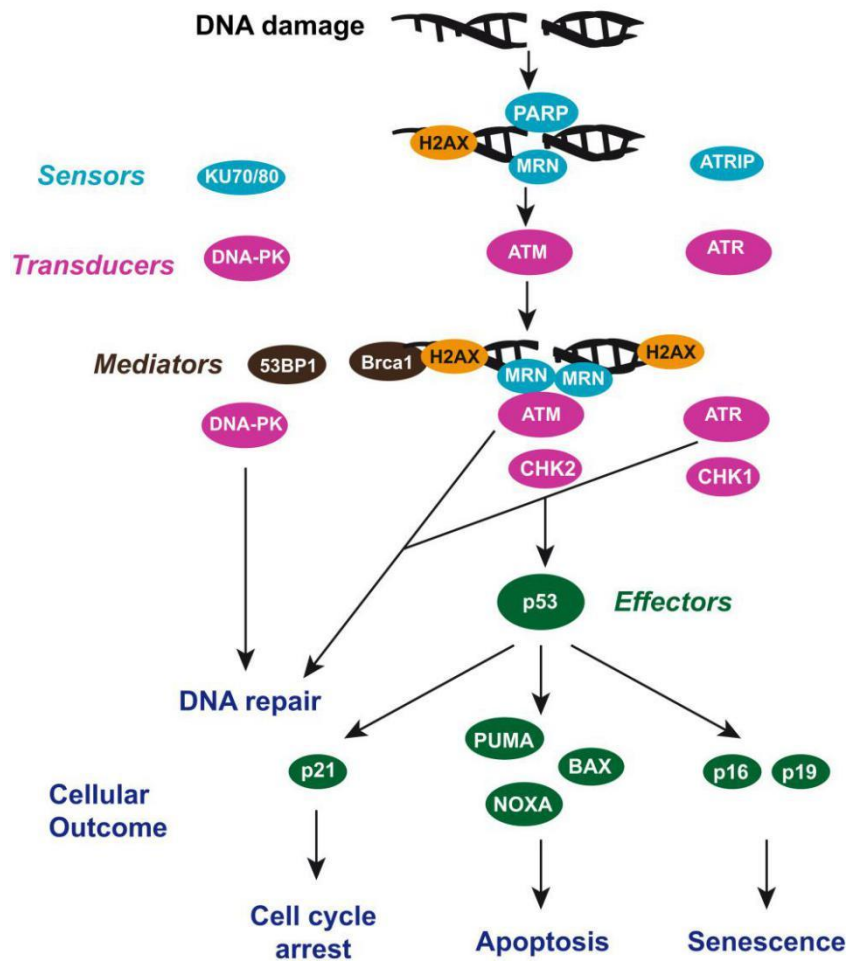 DNA damage
PARP
H2AX
MRN
Sensors
KU70/80
ATRIP
Transducers
DNA-PK
ATM
ATR
Mediators
53BP1
Brca1
H2AX
MRN
MRN
H2AX
DNA-PK
ATM
ATR
CHK2
CHK1
p53
Effectors
DNA repair
Cellular
Outcome
p21
PUMA
BAX
NOXA
p16
p19
Cell cycle
arrest
Apoptosis
Senescence